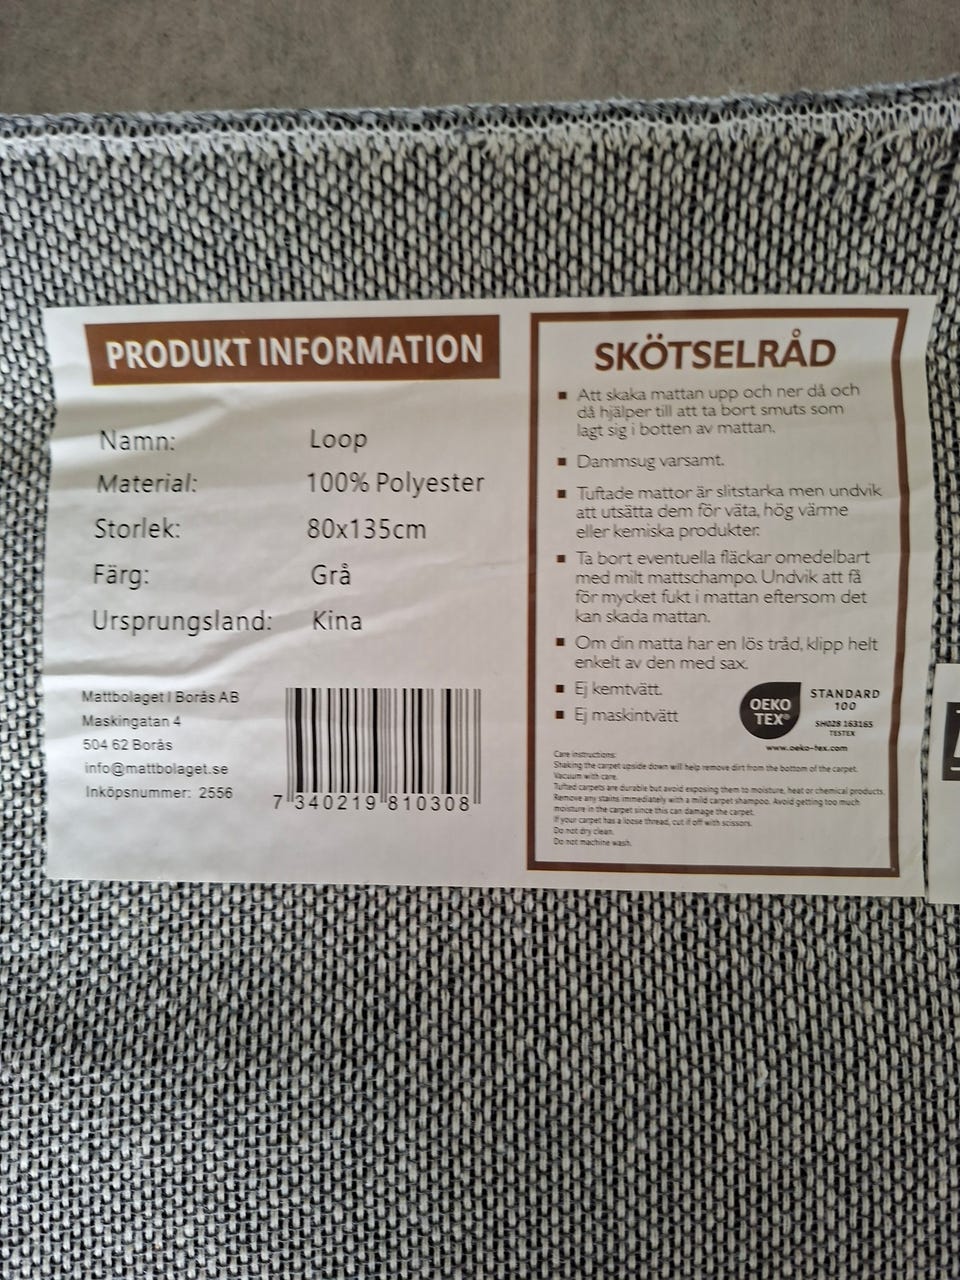 PRODUKT INFORMATION
Namn: Loop
Material: 100% Polyester
Storlek: 80x135cm
Färg: Grå
Ursprungsland: Kina
Mattbolaget I Borås AB
Maskingatan 4
504 62 Borås
info@mattbolaget.se
Inköpsnummer: 2556
7 340219 810308
SKÖTSELRÅD
▪ Att skaka mattan upp och ner då och
då hjälper till att ta bort smuts som
lagt sig i botten av mattan.
▪ Dammsug varsamt.
▪ Tuftade mattor är slitstarka men undvik
att utsätta dem för väta, hög värme
eller kemiska produkter.
▪ Ta bort eventuella fläckar omedelbart
med milt mattschampo. Undvik att få
för mycket fukt i mattan eftersom det
kan skada mattan.
▪ Om din matta har en lös tråd, klipp helt
enkelt av den med sax.
▪ Ej kemtvätt.
▪ Ej maskintvätt
OEKO
TEX®
STANDARD
100
SH028 163165
TESTEX
www.oeko-tex.com
Care instructions:
Shaking the carpet upside down will help remove dirt from the bottom of the carpet.
Vacuum with care.
Tufted carpets are durable but avoid exposing them to moisture, heat or chemical products.
Remove any stains immediately with a mild carpet shampoo. Avoid getting too much
moisture in the carpet since this can damage the carpet.
If your carpet has a loose thread, cut if off with scissors.
Do not dry clean.
Do not machine wash.